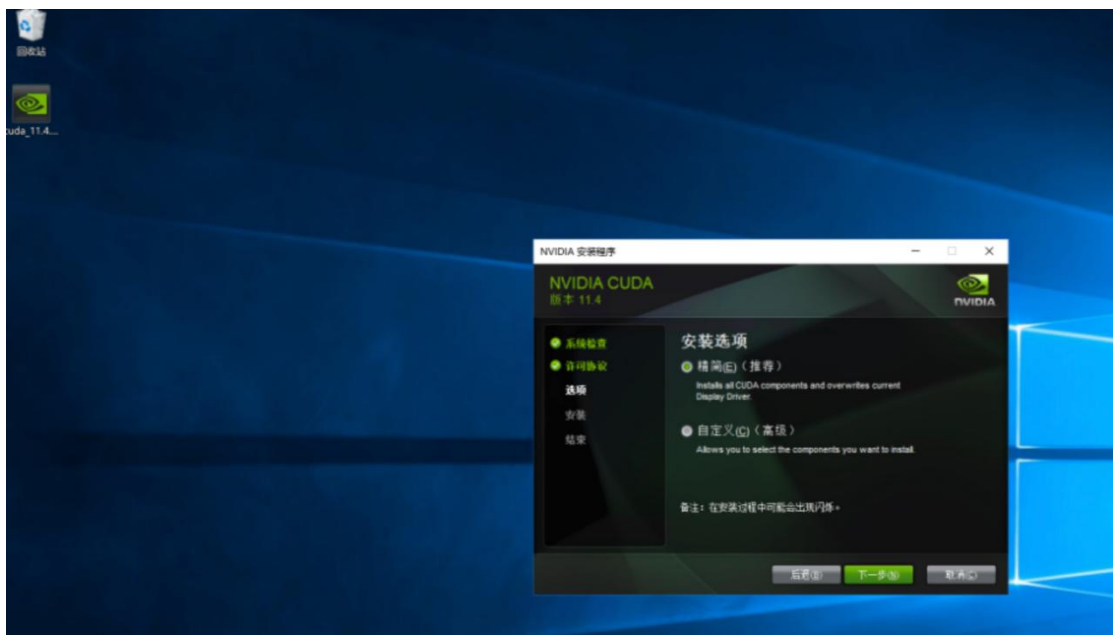 回收站
cuda_11.4....
NVIDIA 安装程序
NVIDIA CUDA
版本 11.4
NVIDIA
系统检查
许可协议
选项
安装
结束
安装选项
精简(E)（推荐）
Installs all CUDA components and overwrites current
Display Driver.
自定义(C)（高级）
Allows you to select the components you want to install.
备注：在安装过程中可能会出现闪烁。
后退(B)
下一步(N)
取消(C)